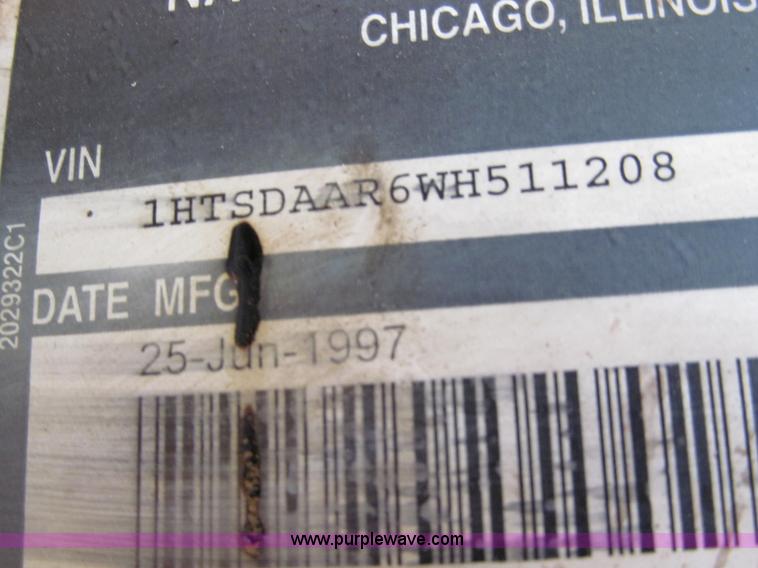 CHICAGO, ILLINOIS
VIN
1HTSDAAR6WH511208
DATE MFG
25-Jun-1997
2029322C1
www.purplewave.com